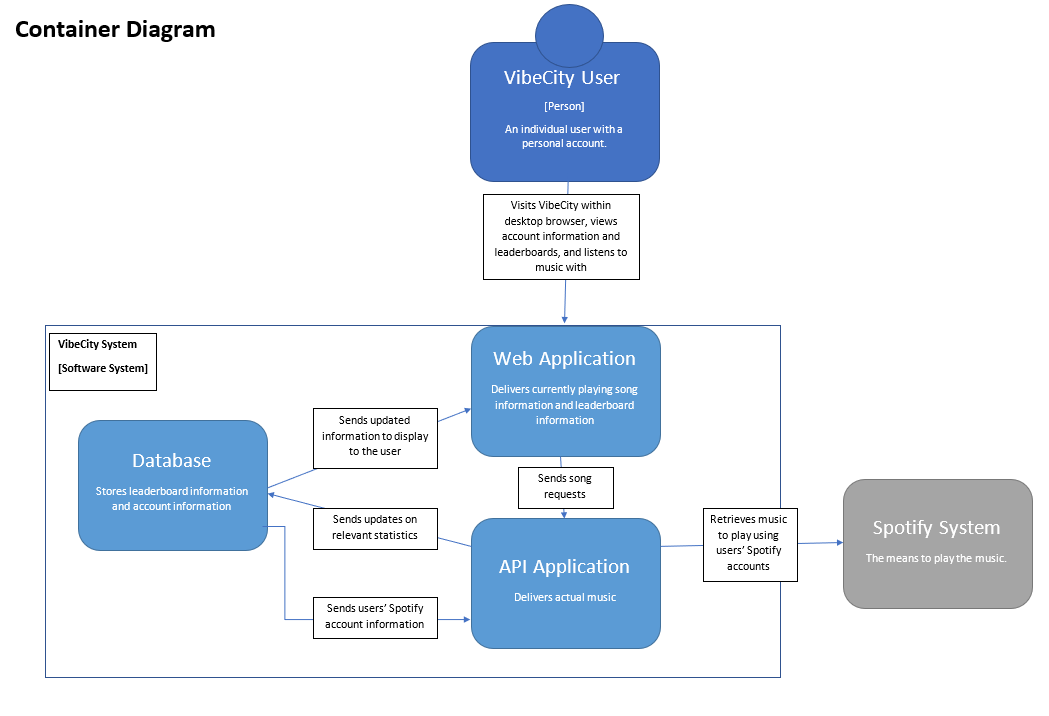 Container Diagram
VibeCity User
[Person]
An individual user with a
personal account.
Visits VibeCity within
desktop browser, views
account information and
leaderboards, and listens to
music with
VibeCity System
[Software System]
Web Application
Delivers currently playing song
information and leaderboard
information
Sends updated
information to display
to the user
Database
Stores leaderboard information
and account information
Sends song
requests
Sends updates on
relevant statistics
API Application
Delivers actual music
Retrieves music
to play using
users' Spotify
accounts
Spotify System
The means to play the music.
Sends users' Spotify
account information